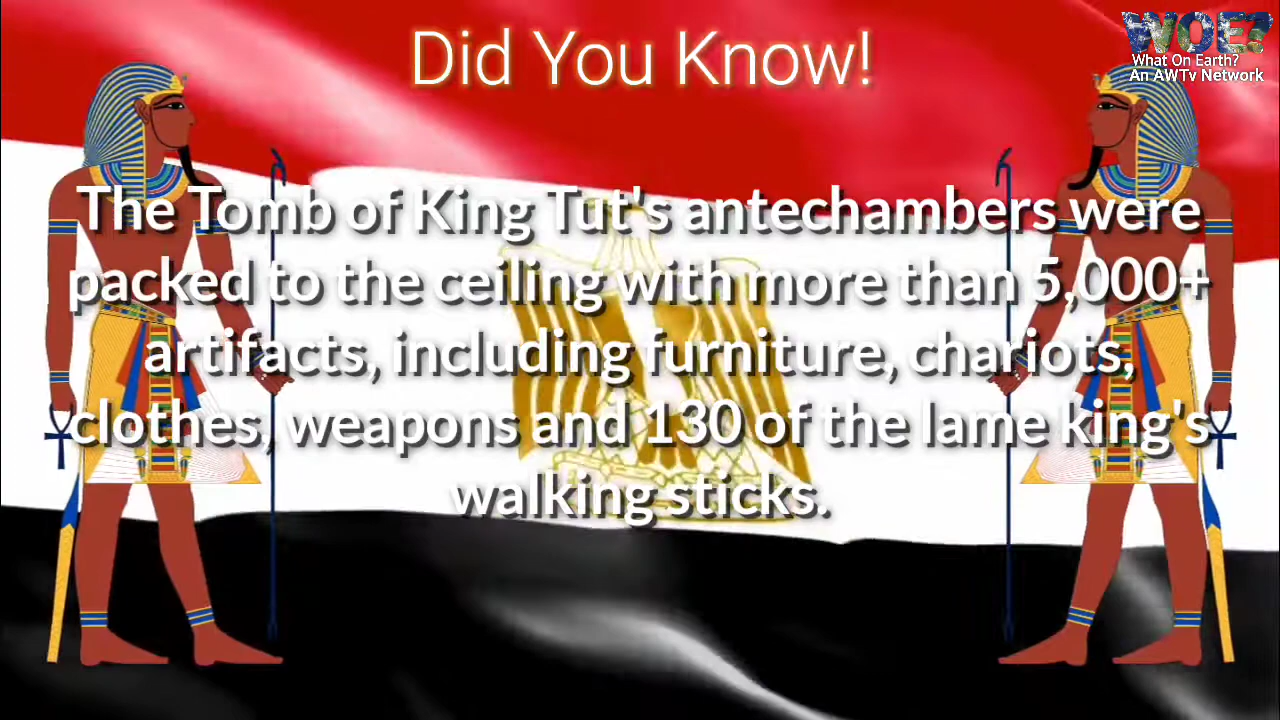 Did You Know!
WOE?
What On Earth?
An AWTv Network
The Tomb of King Tut's antechambers were
packed to the ceiling with more than 5,000+
artifacts, including furniture, chariots,
clothes, weapons and 130 of the lame king's
walking sticks.